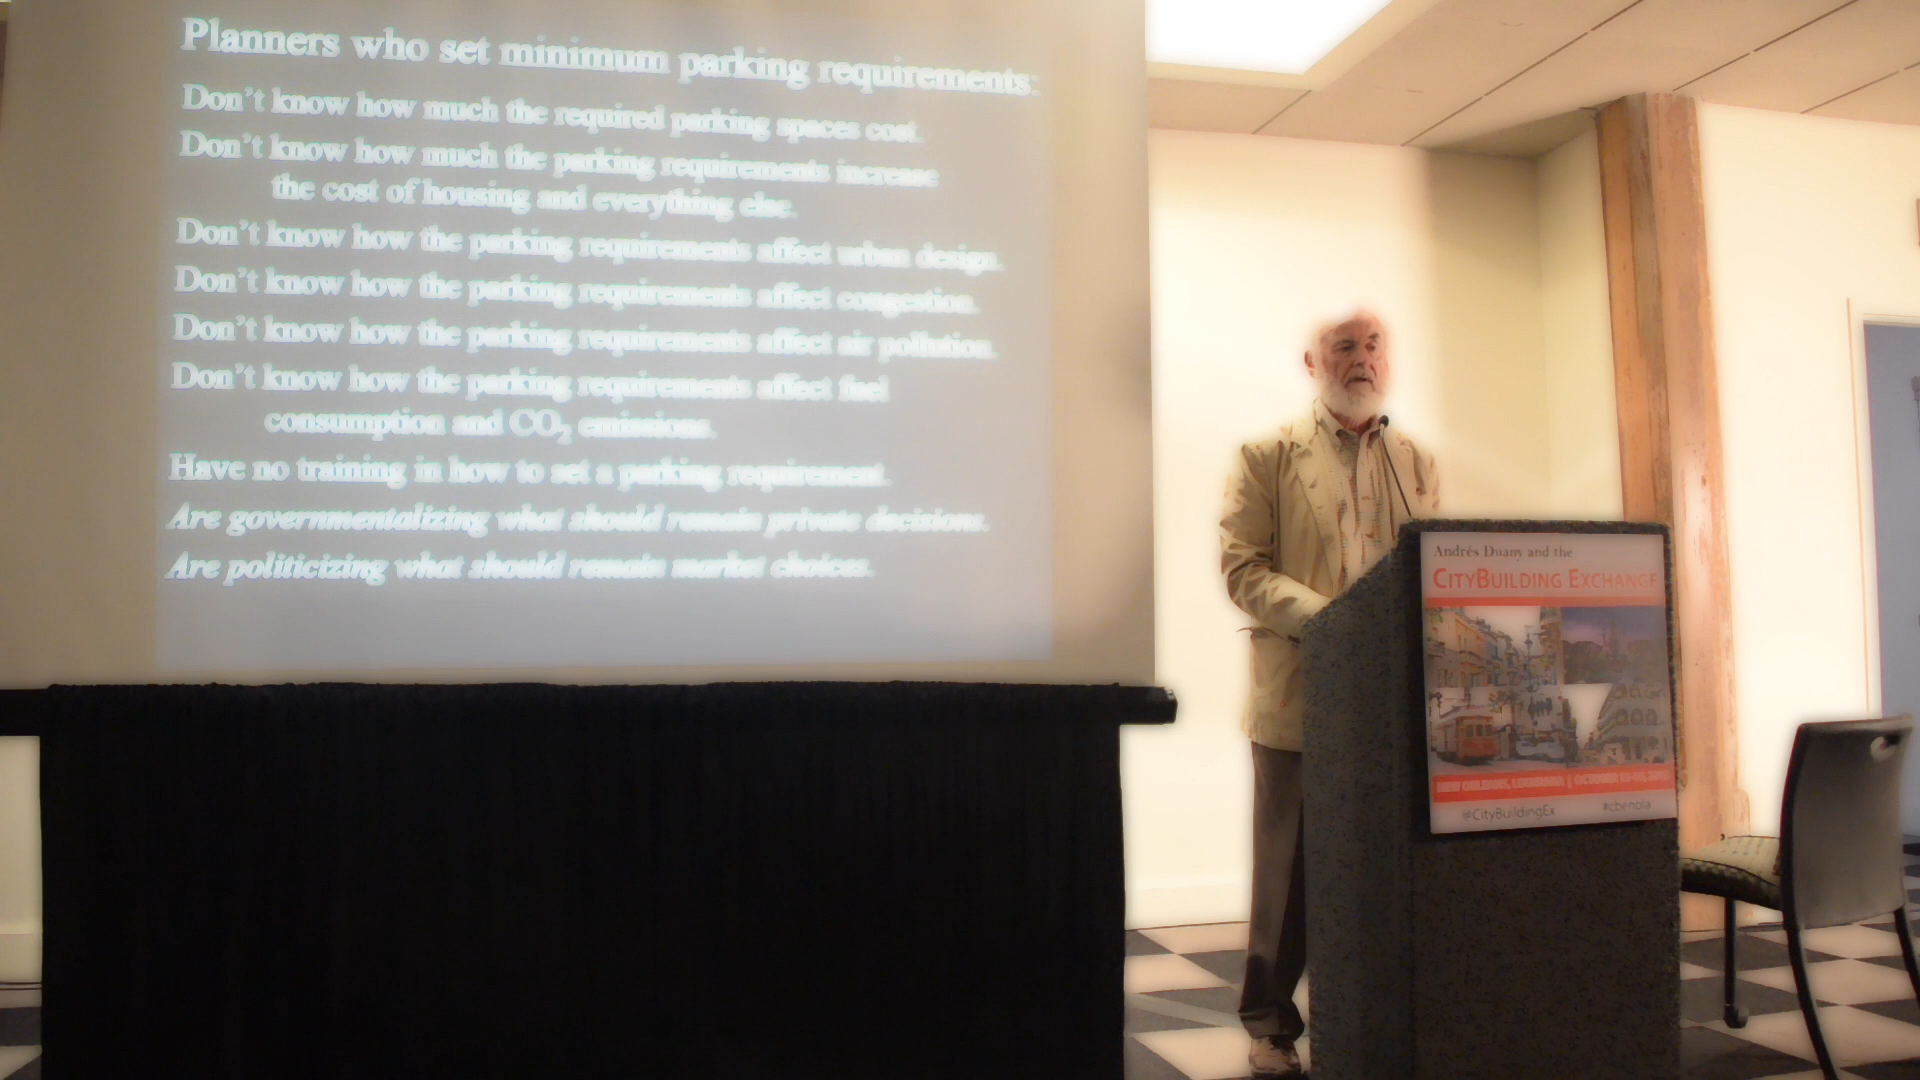 Planners who set minimum parking requirements:
Don't know how much the required parking spaces cost.
Don't know how much the parking requirements increase
the cost of housing and everything else.
Don't know how the parking requirements affect urban design.
Don't know how the parking requirements affect congestion.
Don't know how the parking requirements affect air pollution.
Don't know how the parking requirements affect fuel
consumption and CO₂ emissions.
Have no training in how to set a parking requirement.
Are governmentalizing what should remain private decisions.
Are politicizing what should remain market choices.
Andrés Duany and the
CITYBUILDING EXCHANGE
NEW ORLEANS, LOUISIANA | OCTOBER
@CityBuildingEx #cbenola